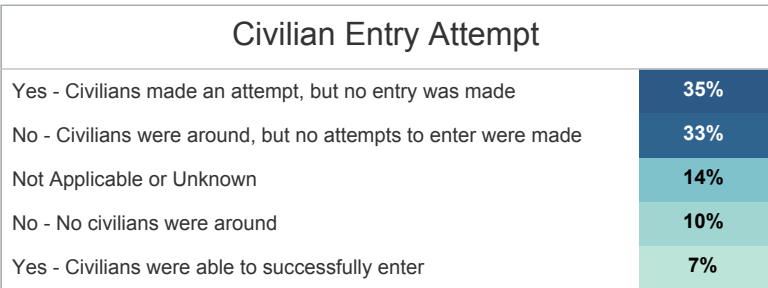 Civilian Entry Attempt
Yes - Civilians made an attempt, but no entry was made 35%
No - Civilians were around, but no attempts to enter were made 33%
Not Applicable or Unknown 14%
No - No civilians were around 10%
Yes - Civilians were able to successfully enter 7%